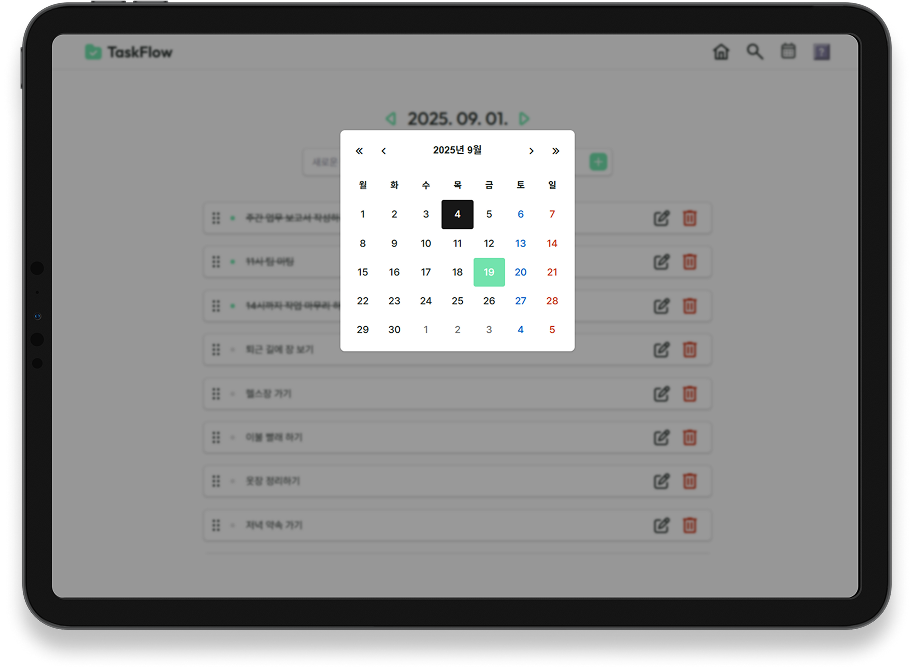 TaskFlow
2025. 09. 01.
새로운
« ‹ 2025년 9월 › »
월 화 수 목 금 토 일
1 2 3 4 5 6 7
8 9 10 11 12 13 14
15 16 17 18 19 20 21
22 23 24 25 26 27 28
29 30 1 2 3 4 5
주간 업무 보고서 작성하
11시 팀 미팅
14시까지 작업 마무리 하
퇴근 길에 장 보기
헬스장 가기
이불 빨래 하기
옷장 정리하기
저녁 약속 가기